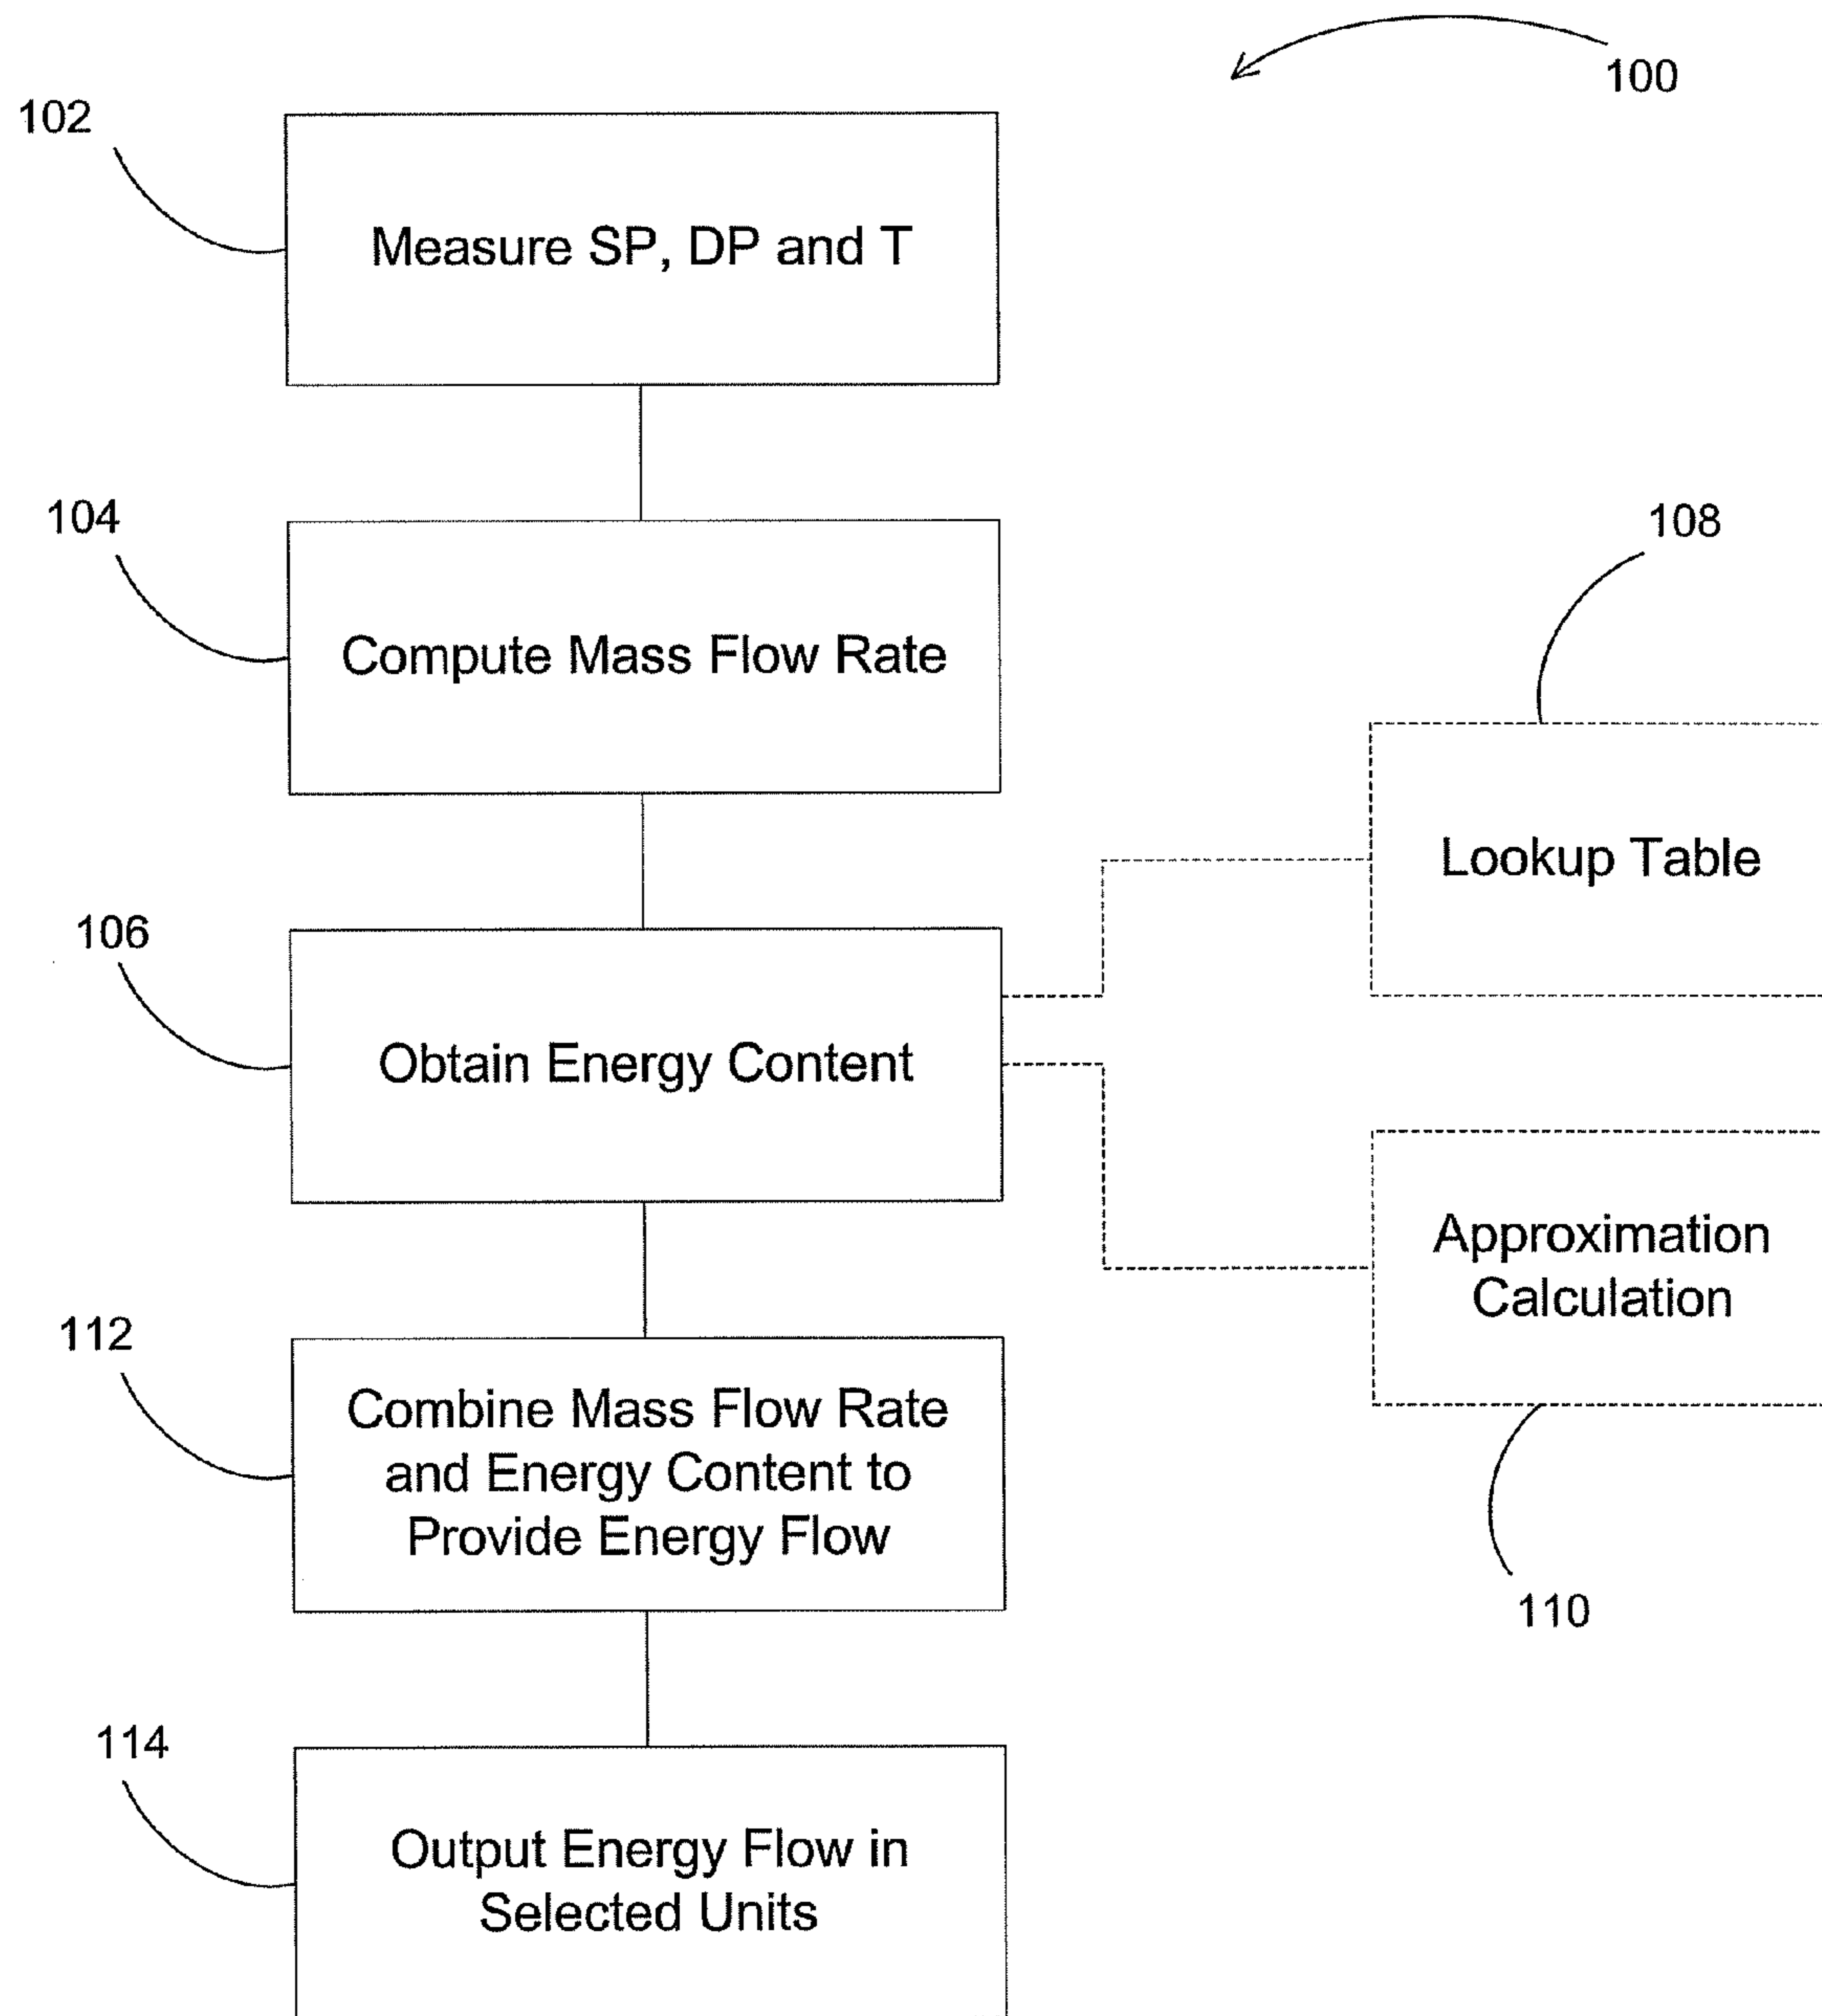 100
102
Measure SP, DP and T
104
Compute Mass Flow Rate
108
Lookup Table
106
Obtain Energy Content
Approximation
Calculation
110
112
Combine Mass Flow Rate
and Energy Content to
Provide Energy Flow
114
Output Energy Flow in
Selected Units